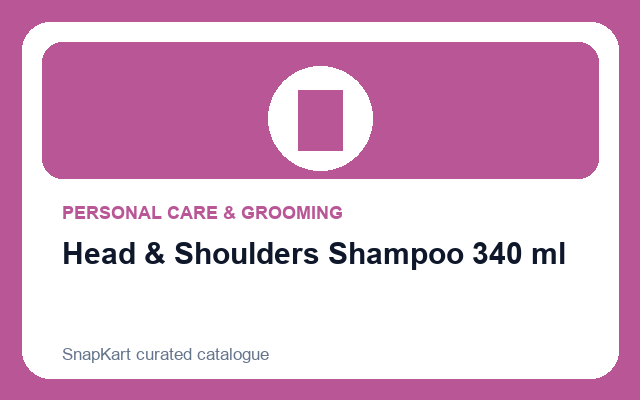 PERSONAL CARE & GROOMING
Head & Shoulders Shampoo 340 ml
SnapKart curated catalogue